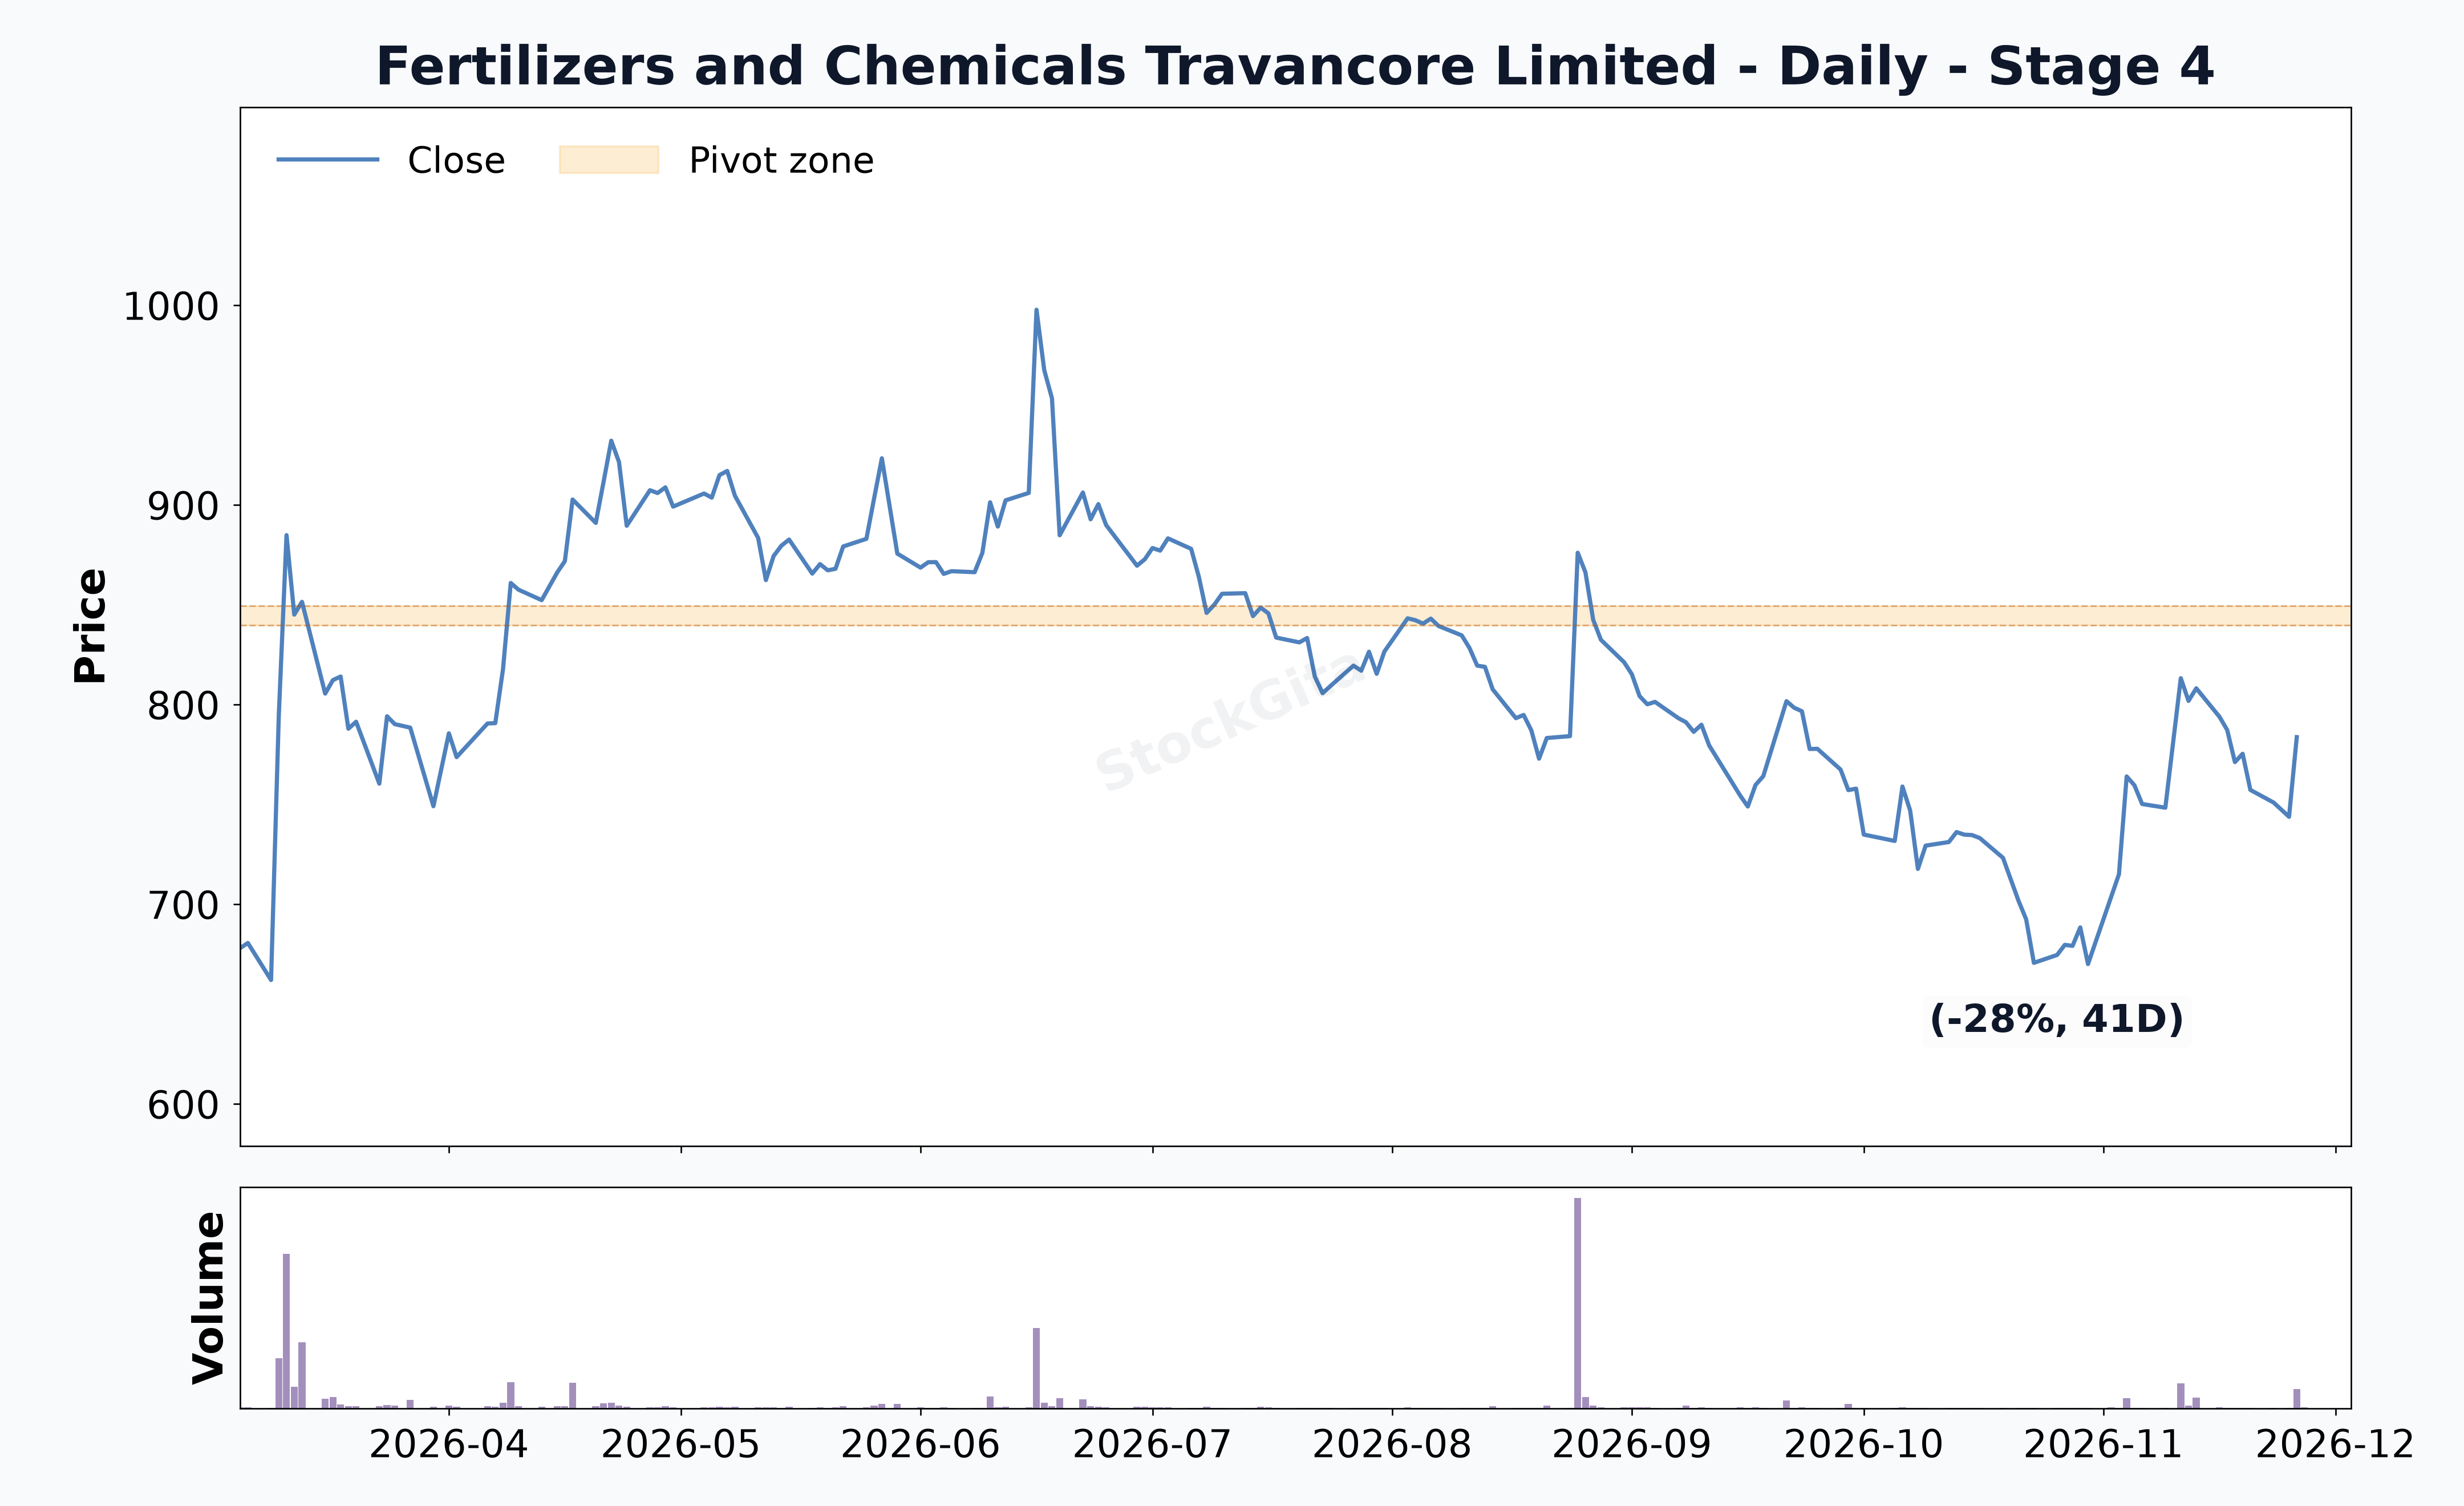 Fertilizers and Chemicals Travancore Limited - Daily - Stage 4
Close
Pivot zone
Price
1000
900
800
700
600
StockGita
(-28%, 41D)
Volume
2026-04
2026-05
2026-06
2026-07
2026-08
2026-09
2026-10
2026-11
2026-12